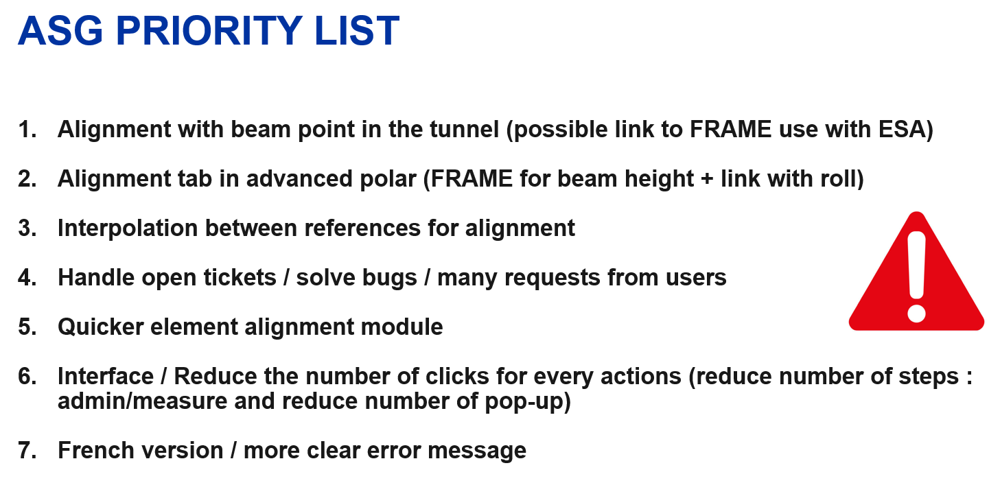 ASG PRIORITY LIST
1. Alignment with beam point in the tunnel (possible link to FRAME use with ESA)
2. Alignment tab in advanced polar (FRAME for beam height + link with roll)
3. Interpolation between references for alignment
4. Handle open tickets / solve bugs / many requests from users
5. Quicker element alignment module
6. Interface / Reduce the number of clicks for every actions (reduce number of steps :
admin/measure and reduce number of pop-up)
7. French version / more clear error message